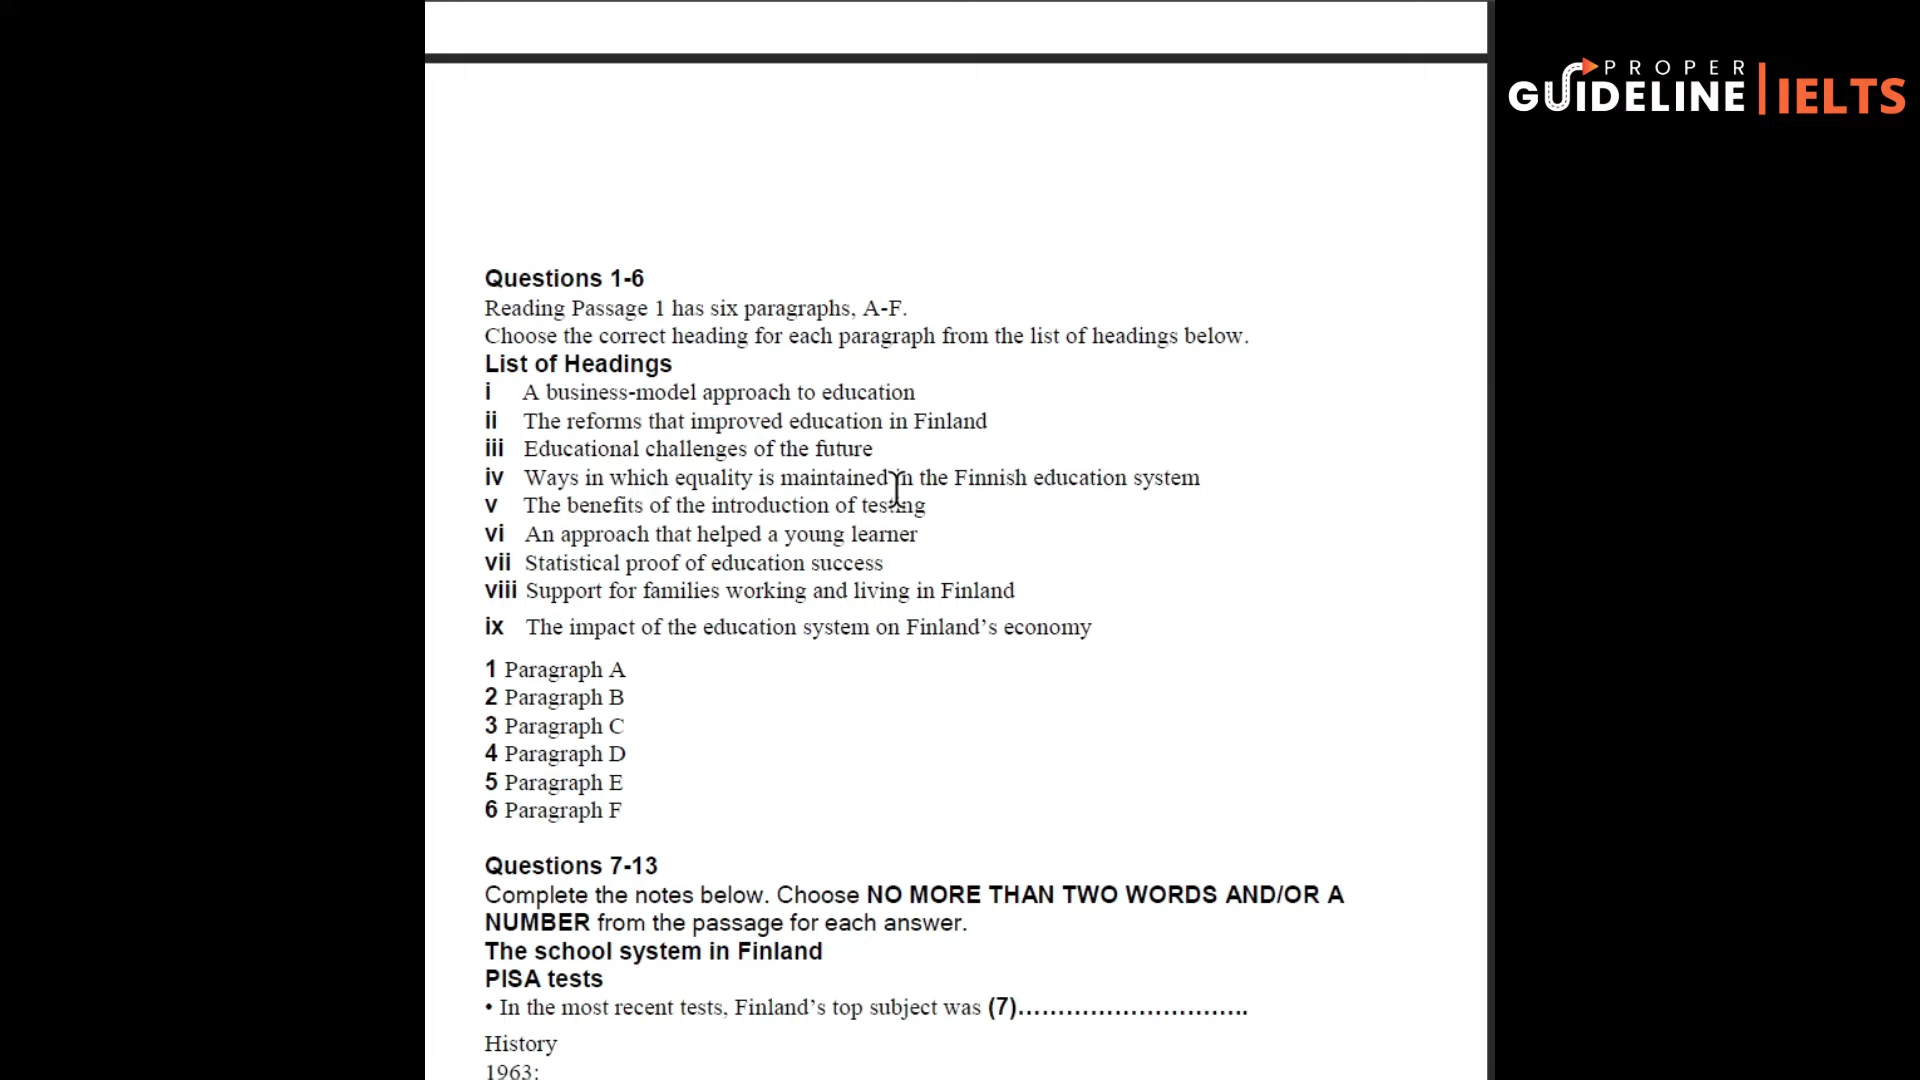 PROPER
GUIDELINE | IELTS
Questions 1-6
Reading Passage 1 has six paragraphs, A-F.
Choose the correct heading for each paragraph from the list of headings below.
List of Headings
i A business-model approach to education
ii The reforms that improved education in Finland
iii Educational challenges of the future
iv Ways in which equality is maintained in the Finnish education system
v The benefits of the introduction of testing
vi An approach that helped a young learner
vii Statistical proof of education success
viii Support for families working and living in Finland
ix The impact of the education system on Finland’s economy
1 Paragraph A
2 Paragraph B
3 Paragraph C
4 Paragraph D
5 Paragraph E
6 Paragraph F
Questions 7-13
Complete the notes below. Choose NO MORE THAN TWO WORDS AND/OR A
NUMBER from the passage for each answer.
The school system in Finland
PISA tests
• In the most recent tests, Finland’s top subject was (7)…………………………..
History
1963: